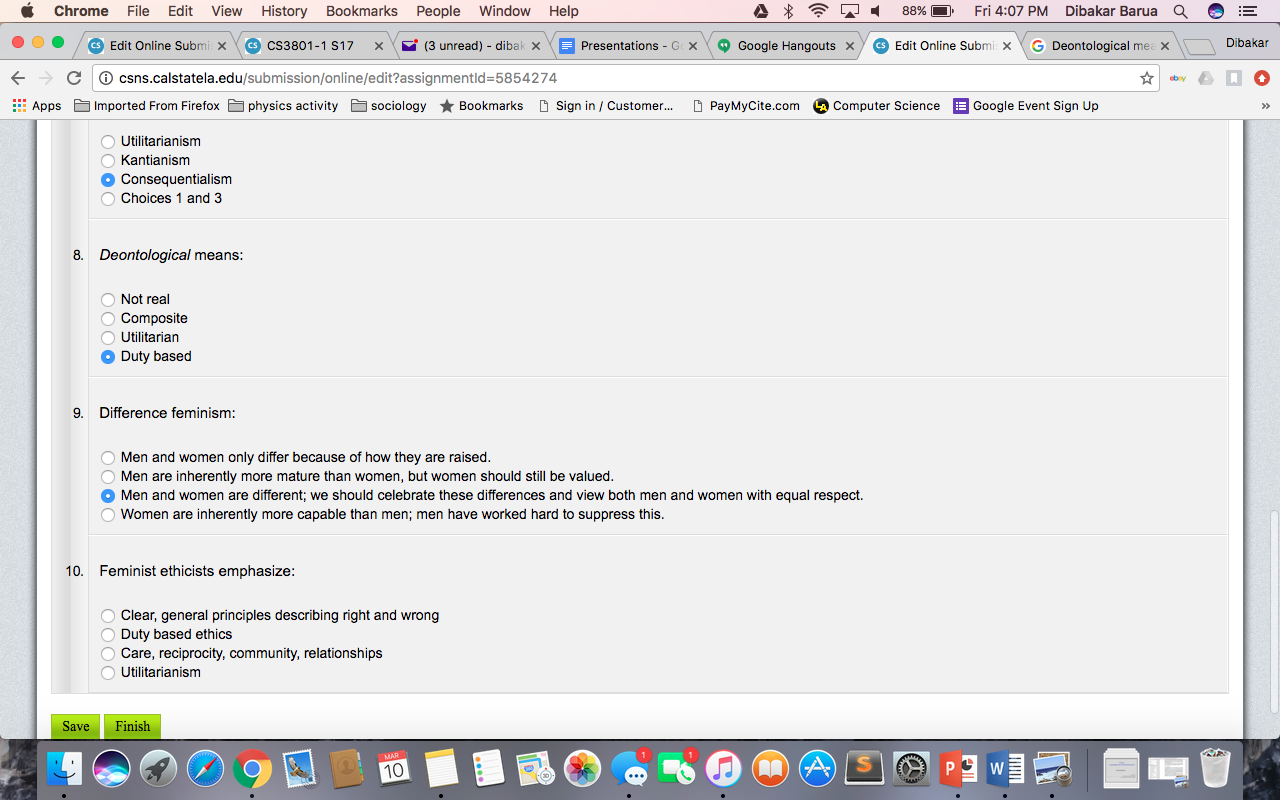 Chrome File Edit View History Bookmarks People Window Help 88% Fri 4:07 PM Dibakar Barua
CS Edit Online Submi CS CS3801-1 S17 (3 unread) - dibak Presentations - G Google Hangouts CS Edit Online Submi G Deontological me Dibakar
csns.calstatela.edu/submission/online/edit?assignmentId=5854274 ebay
Apps Imported From Firefox physics activity sociology Bookmarks Sign in / Customer... PayMyCite.com LA Computer Science Google Event Sign Up »
Utilitarianism
Kantianism
Consequentialism
Choices 1 and 3
8. Deontological means:
Not real
Composite
Utilitarian
Duty based
9. Difference feminism:
Men and women only differ because of how they are raised.
Men are inherently more mature than women, but women should still be valued.
Men and women are different; we should celebrate these differences and view both men and women with equal respect.
Women are inherently more capable than men; men have worked hard to suppress this.
10. Feminist ethicists emphasize:
Clear, general principles describing right and wrong
Duty based ethics
Care, reciprocity, community, relationships
Utilitarianism
Save Finish
MAR
10 1 1 S P W